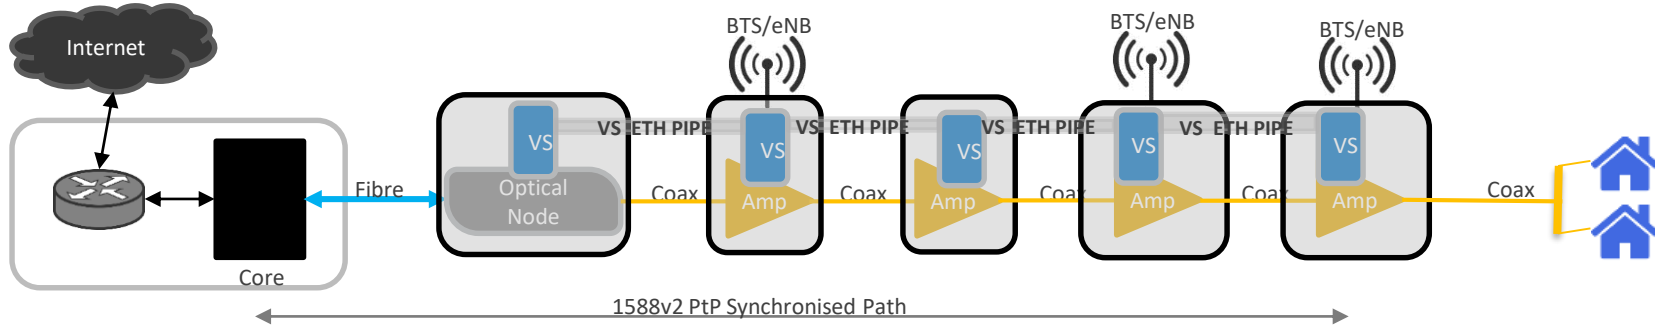 Internet
Core
Fibre
VS
Optical
Node
VS ETH PIPE
Coax
BTS/eNB
VS
Amp
VS ETH PIPE
Coax
VS
Amp
VS ETH PIPE
Coax
BTS/eNB
VS
Amp
VS ETH PIPE
Coax
BTS/eNB
VS
Amp
Coax
1588v2 PtP Synchronised Path